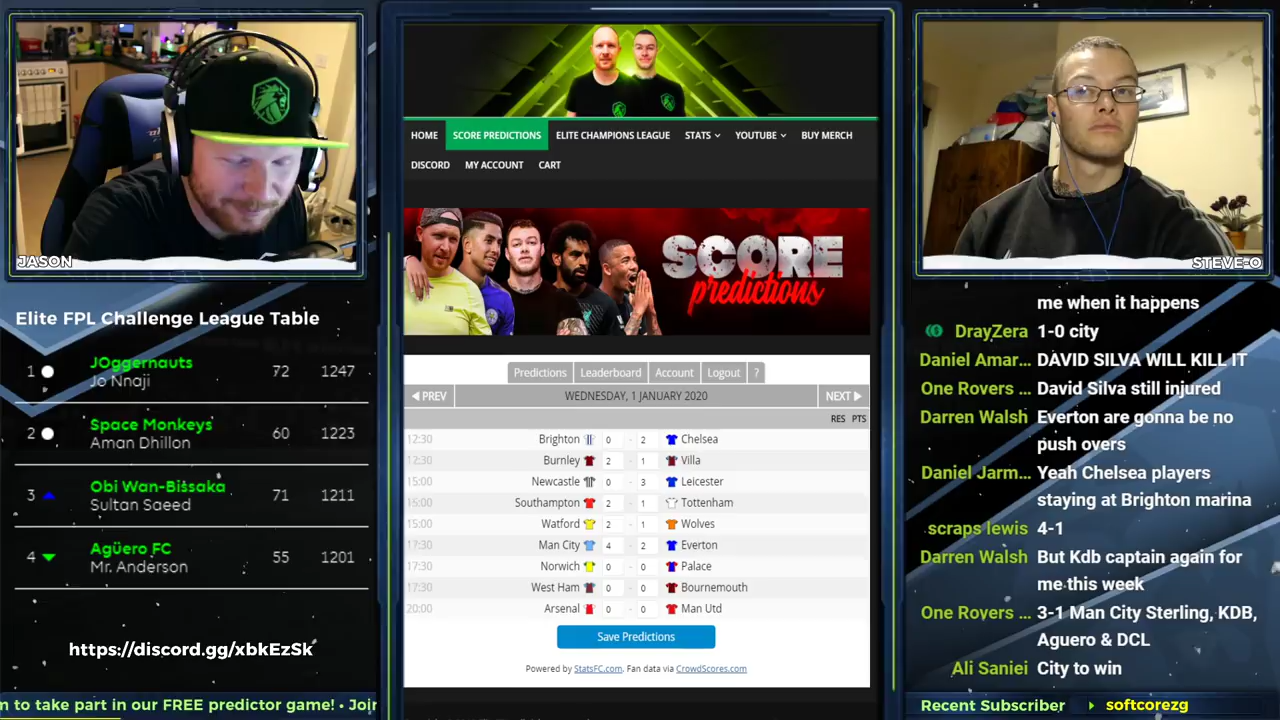 JASON
Elite FPL Challenge League Table
1 JOggernauts 72 1247
Jo Nnaji
2 Space Monkeys 60 1223
Aman Dhillon
3 Obi Wan-Bissaka 71 1211
Sultan Saeed
4 Agüero FC 55 1201
Mr. Anderson
https://discord.gg/xbkEzSk
m to take part in our FREE predictor game! • Joi
HOME SCORE PREDICTIONS ELITE CHAMPIONS LEAGUE STATS YOUTUBE BUY MERCH
DISCORD MY ACCOUNT CART
SCORE
predictions
Predictions Leaderboard Account Logout ?
PREV WEDNESDAY, 1 JANUARY 2020 NEXT
RES PTS
12:30 Brighton 0 - 2 Chelsea
12:30 Burnley 2 - 1 Villa
15:00 Newcastle 0 - 3 Leicester
15:00 Southampton 2 - 1 Tottenham
15:00 Watford 2 - 1 Wolves
17:30 Man City 4 - 2 Everton
17:30 Norwich 0 - 0 Palace
17:30 West Ham 0 - 0 Bournemouth
20:00 Arsenal 0 - 0 Man Utd
Save Predictions
Powered by StatsFC.com. Fan data via CrowdScores.com
STEVE-O
me when it happens
DrayZera 1-0 city
Daniel Amar... DAVID SILVA WILL KILL IT
One Rovers ... David Silva still injured
Darren Walsh Everton are gonna be no
push overs
Daniel Jarm... Yeah Chelsea players
staying at Brighton marina
scraps lewis 4-1
Darren Walsh But Kdb captain again for
me this week
One Rovers ... 3-1 Man City Sterling, KDB,
Aguero & DCL
Ali Saniei City to win
Recent Subscriber softcorezg